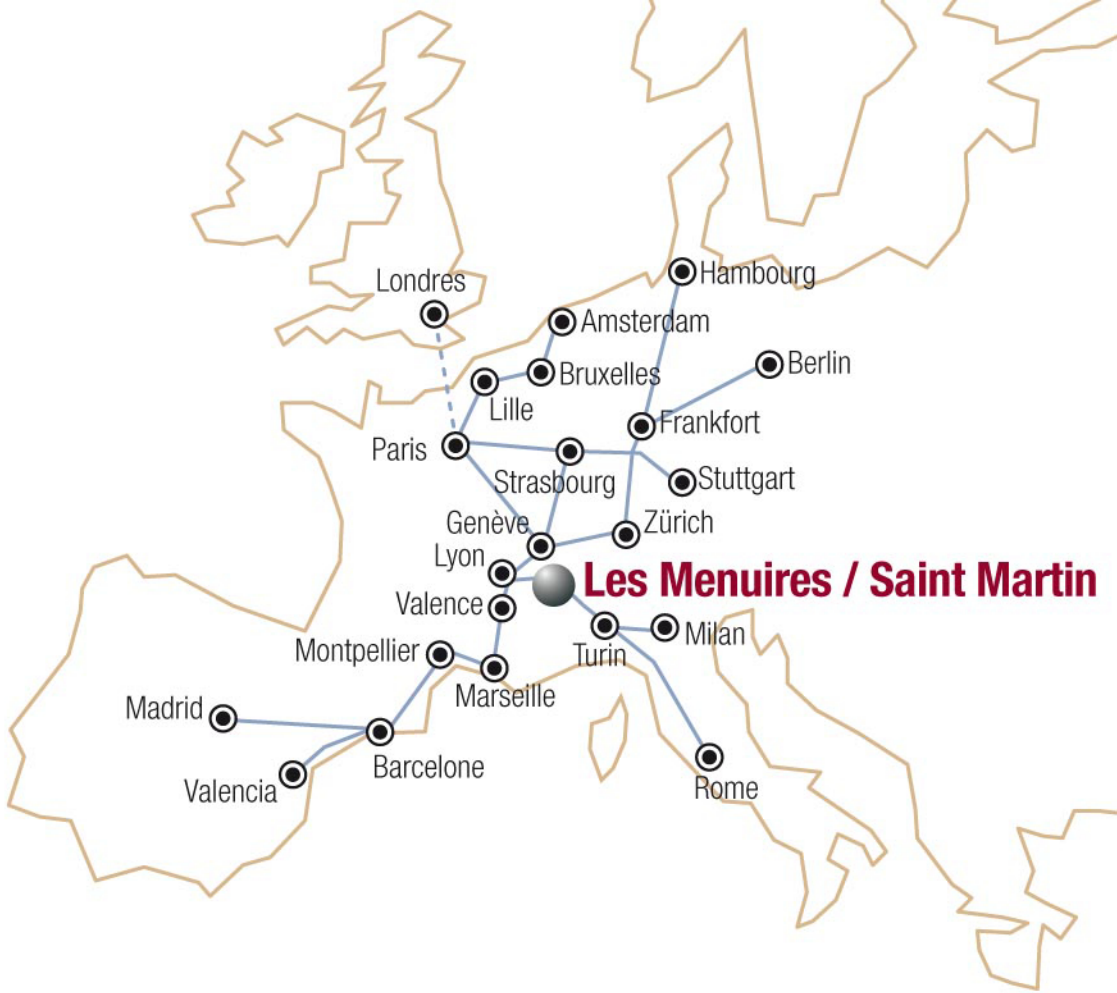 Londres
Hambourg
Amsterdam
Berlin
Bruxelles
Lille
Frankfort
Paris
Strasbourg
Stuttgart
Genève
Zürich
Lyon
Les Menuires / Saint Martin
Valence
Montpellier
Turin
Milan
Marseille
Madrid
Barcelone
Valencia
Rome